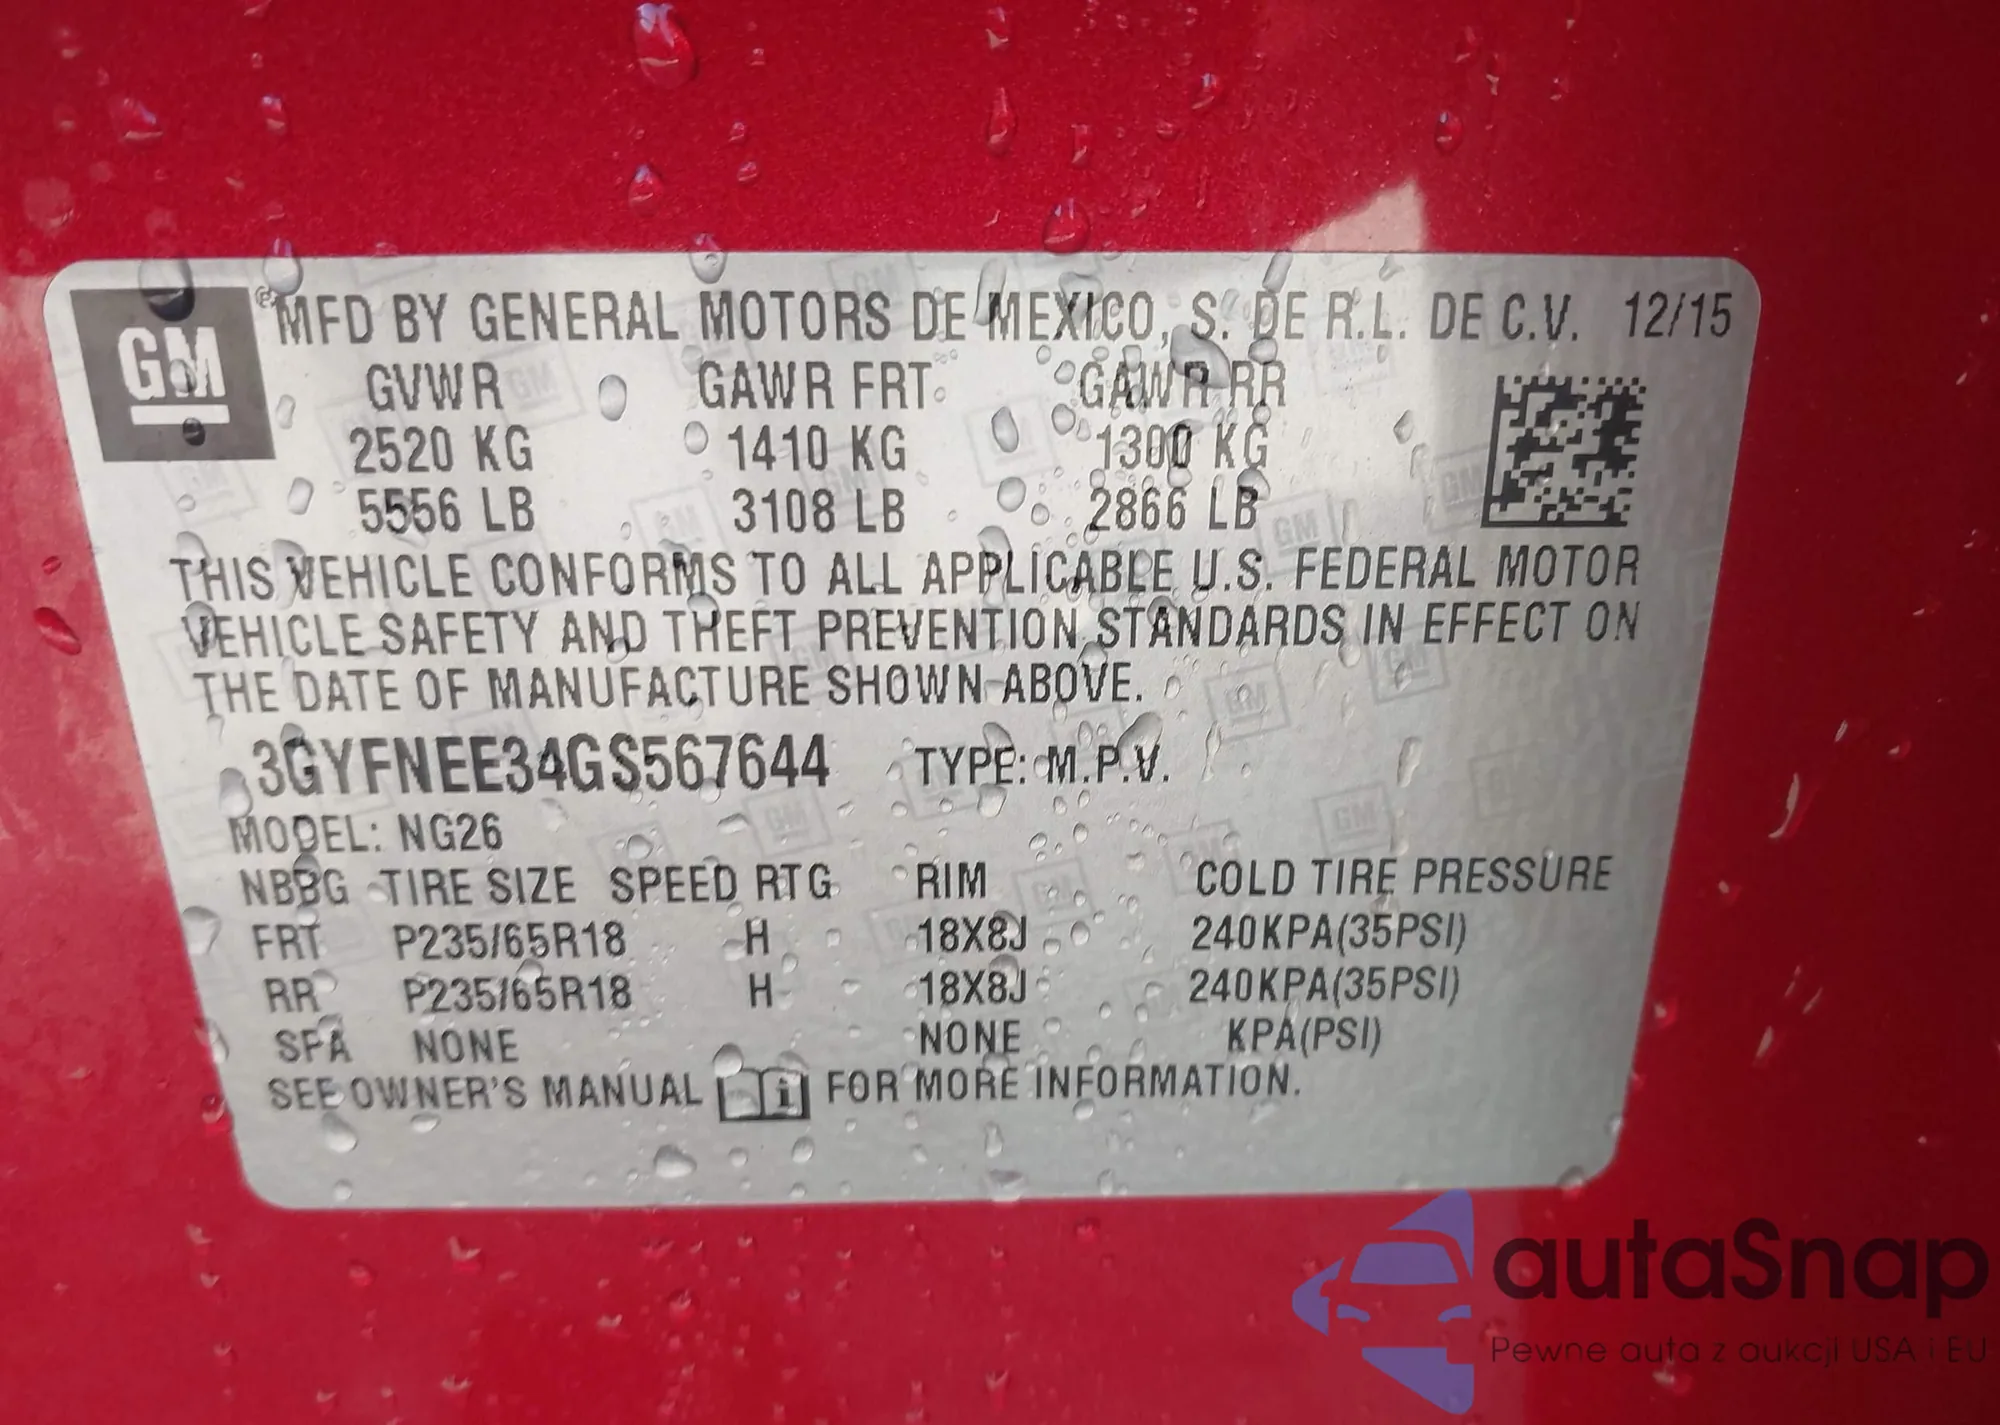 GM
® MFD BY GENERAL MOTORS DE MEXICO, S. DE R.L. DE C.V. 12/15
GVWR GAWR FRT GAWR RR
2520 KG 1410 KG 1300 KG
5556 LB 3108 LB 2866 LB
THIS VEHICLE CONFORMS TO ALL APPLICABLE U.S. FEDERAL MOTOR
VEHICLE SAFETY AND THEFT PREVENTION STANDARDS IN EFFECT ON
THE DATE OF MANUFACTURE SHOWN ABOVE.
3GYFNEE34GS567644 TYPE: M.P.V.
MODEL: NG26
NBBG TIRE SIZE SPEED RTG RIM COLD TIRE PRESSURE
FRT P235/65R18 H 18X8J 240KPA(35PSI)
RR P235/65R18 H 18X8J 240KPA(35PSI)
SPA NONE NONE KPA(PSI)
SEE OWNER'S MANUAL i FOR MORE INFORMATION.
autaSnap
Pewne auta z aukcji USA i EU